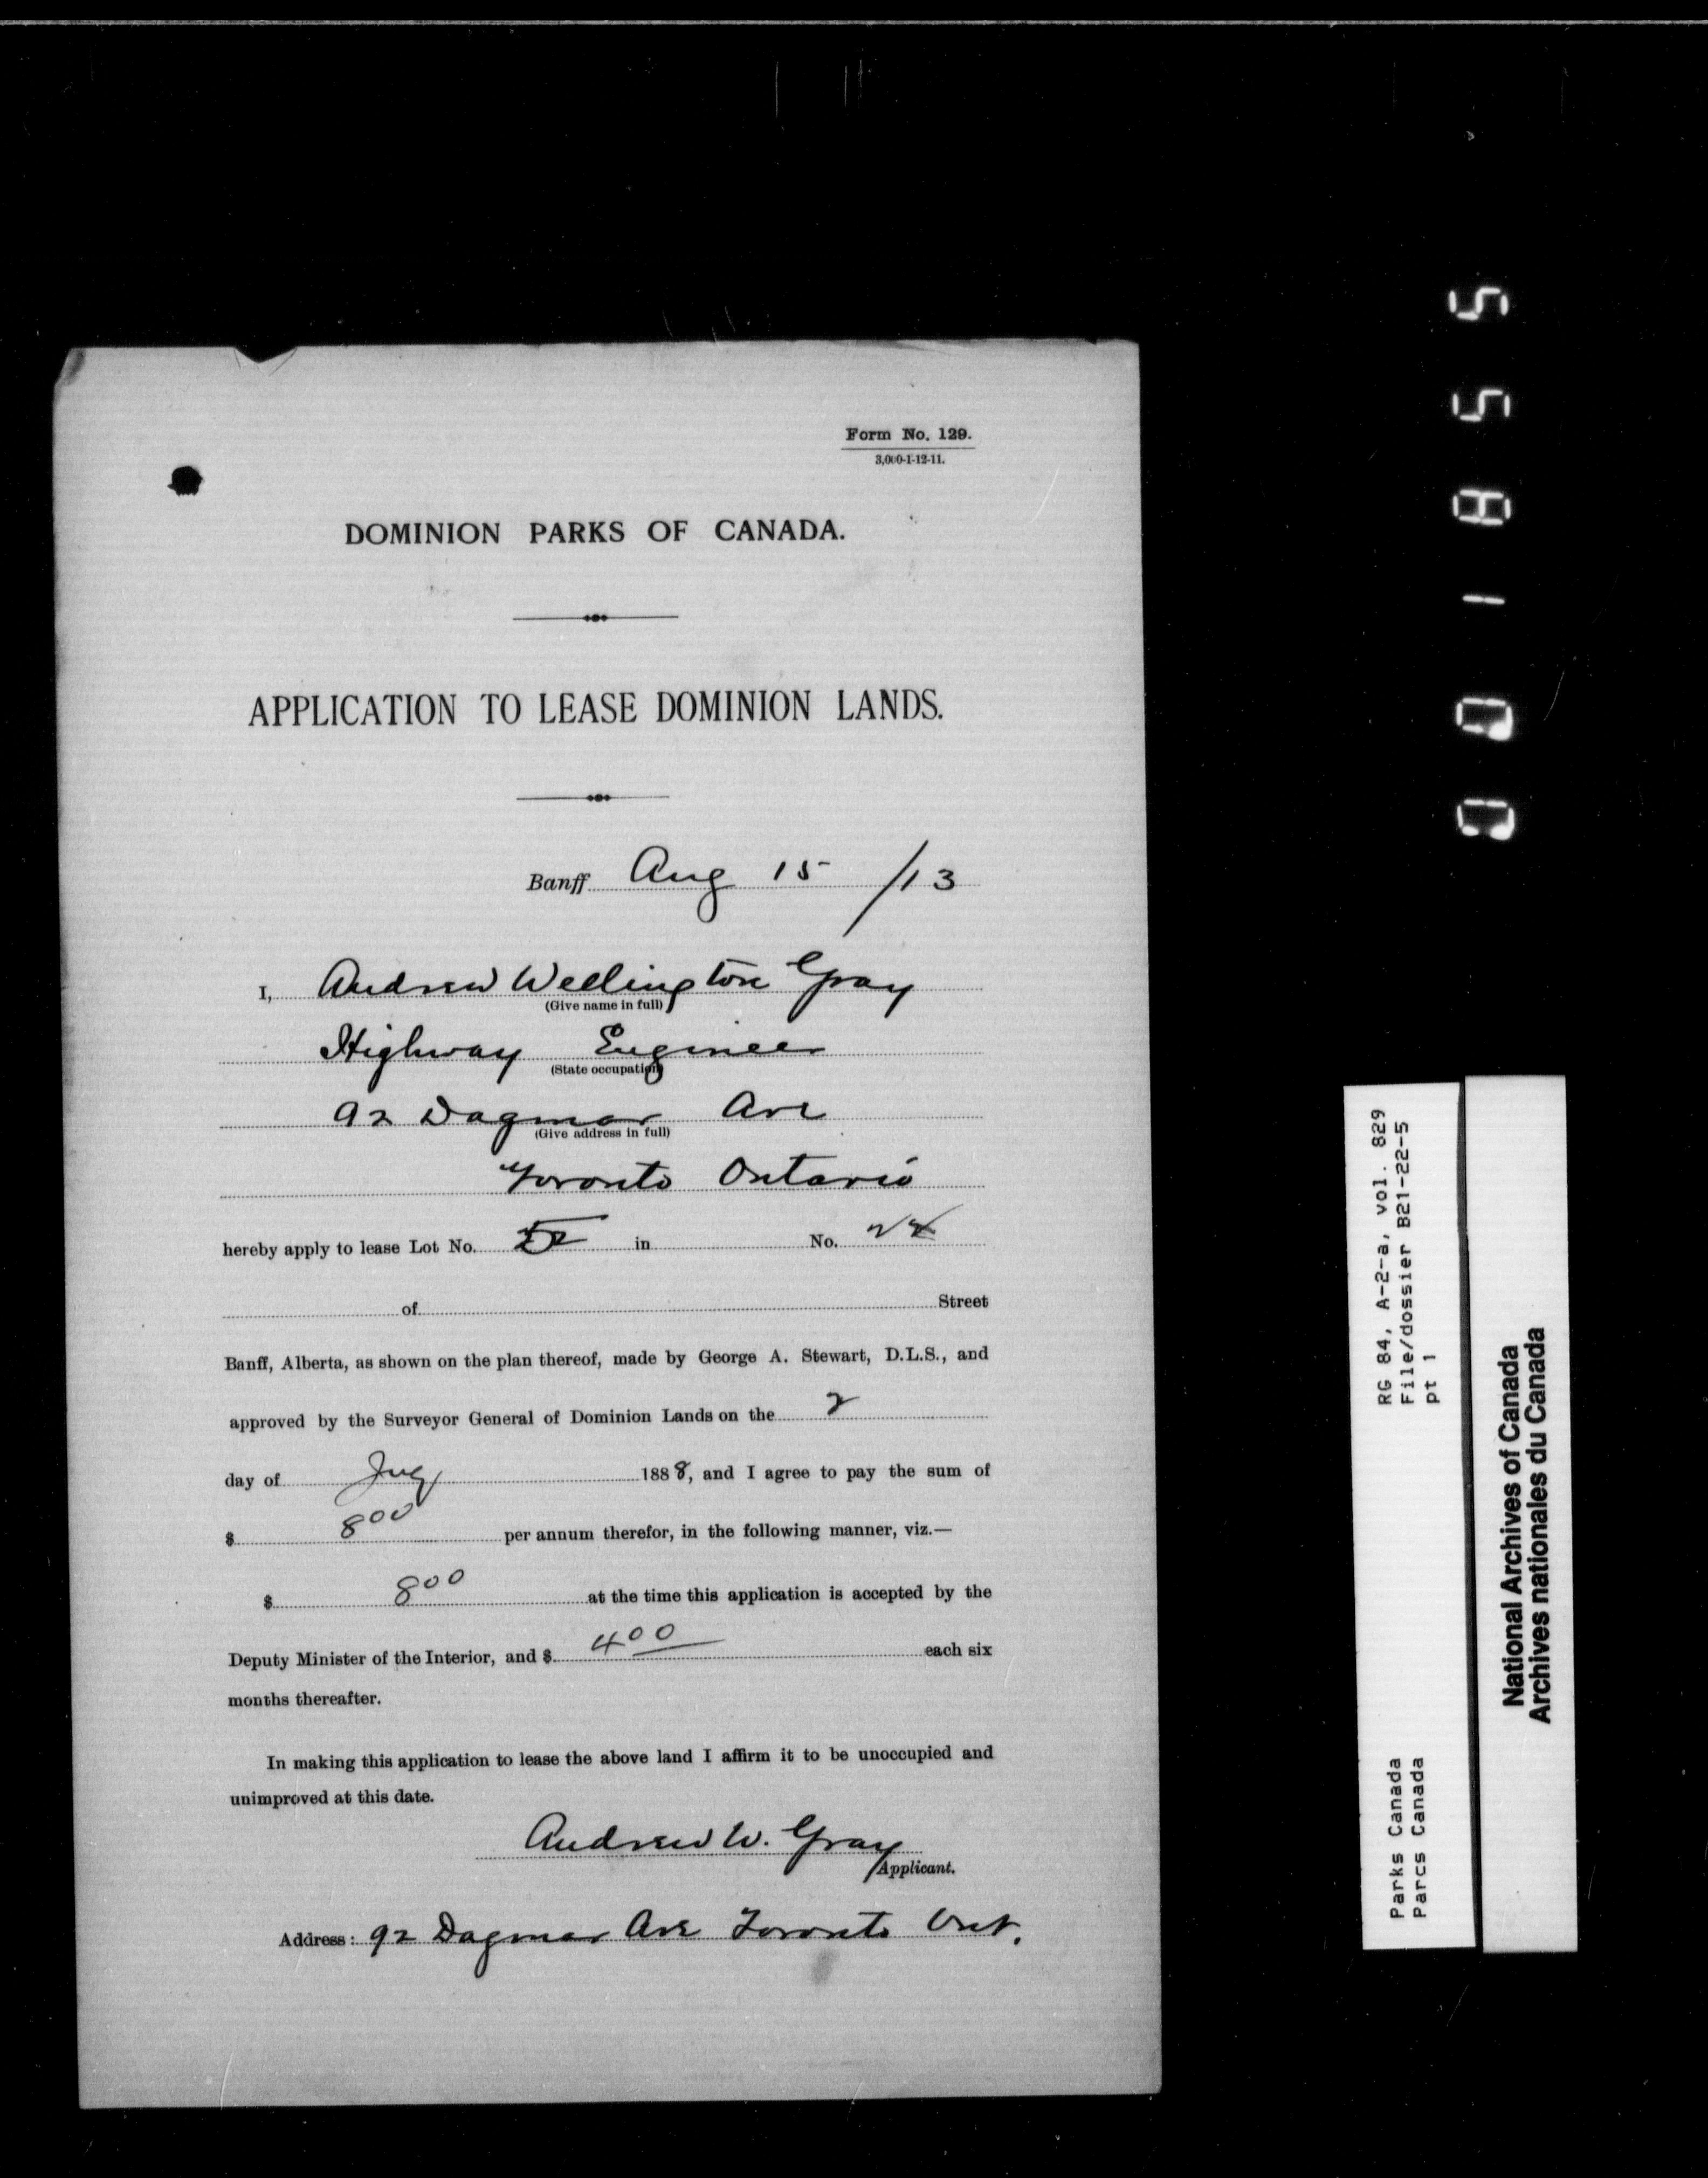 Form No. 129.
3,000-1-12-11.
DOMINION PARKS OF CANADA.
APPLICATION TO LEASE DOMINION LANDS.
Banff Aug 15 /13
I, Andrew Wellington Gray
(Give name in full)
Highway Engineer
(State occupation)
92 Dagmar Ave
(Give address in full)
Toronto Ontario
hereby apply to lease Lot No. in No.
of Street
Banff, Alberta, as shown on the plan thereof, made by George A. Stewart, D.L.S., and
approved by the Surveyor General of Dominion Lands on the 2
day of 1888, and I agree to pay the sum of
$ 8 00 per annum therefor, in the following manner, viz.—
$ 8 00 at the time this application is accepted by the
Deputy Minister of the Interior, and $ 4 00 each six
months thereafter.
In making this application to lease the above land I affirm it to be unoccupied and
unimproved at this date.
Andrew W. Gray
Applicant.
Address: 92 Dagmar Ave Toronto Ont.
RG 84, A-2-a, vol. 829
File/dossier B21-22-5
pt 1
Parks Canada
Parcs Canada
National Archives of Canada
Archives nationales du Canada